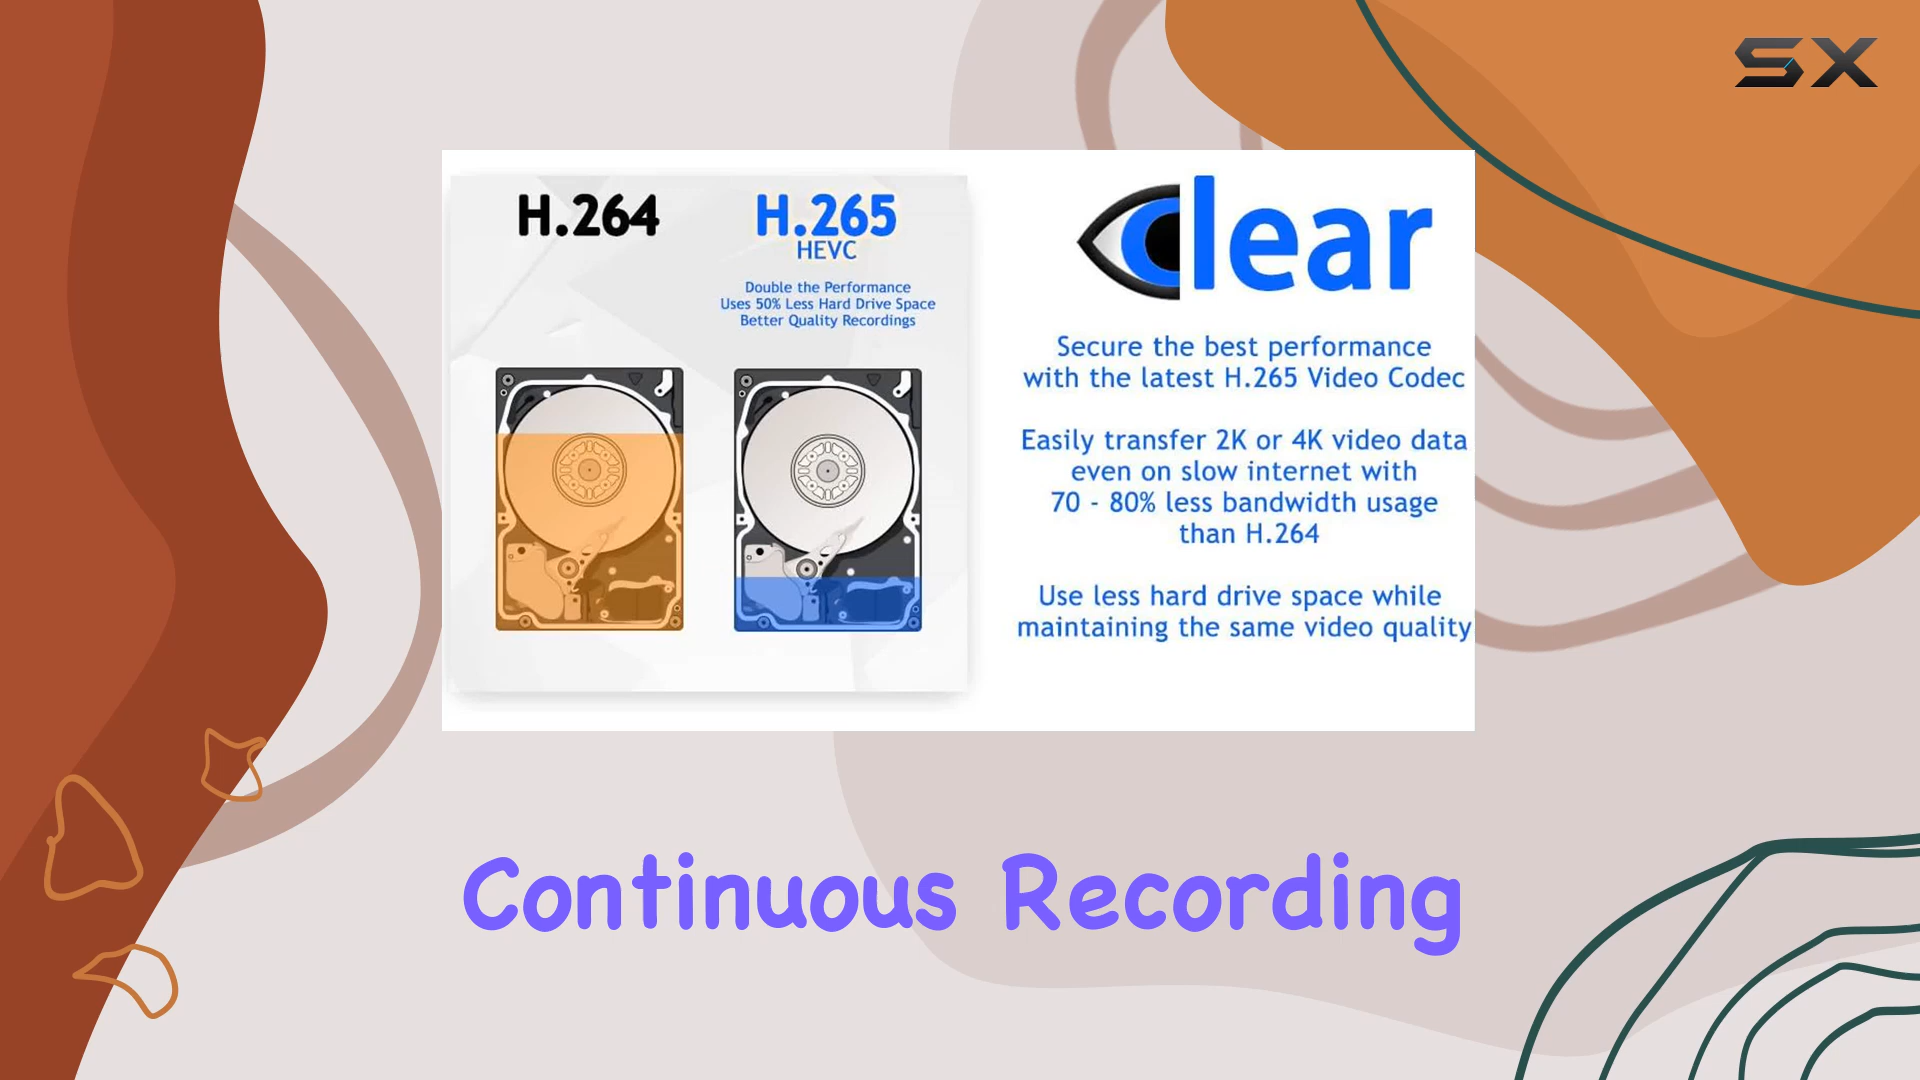 SX
H.264
H.265
HEVC
Double the Performance
Uses 50% Less Hard Drive Space
Better Quality Recordings
Clear
Secure the best performance
with the latest H.265 Video Codec
Easily transfer 2K or 4K video data
even on slow internet with
70 - 80% less bandwidth usage
than H.264
Use less hard drive space while
maintaining the same video quality
Continuous Recording